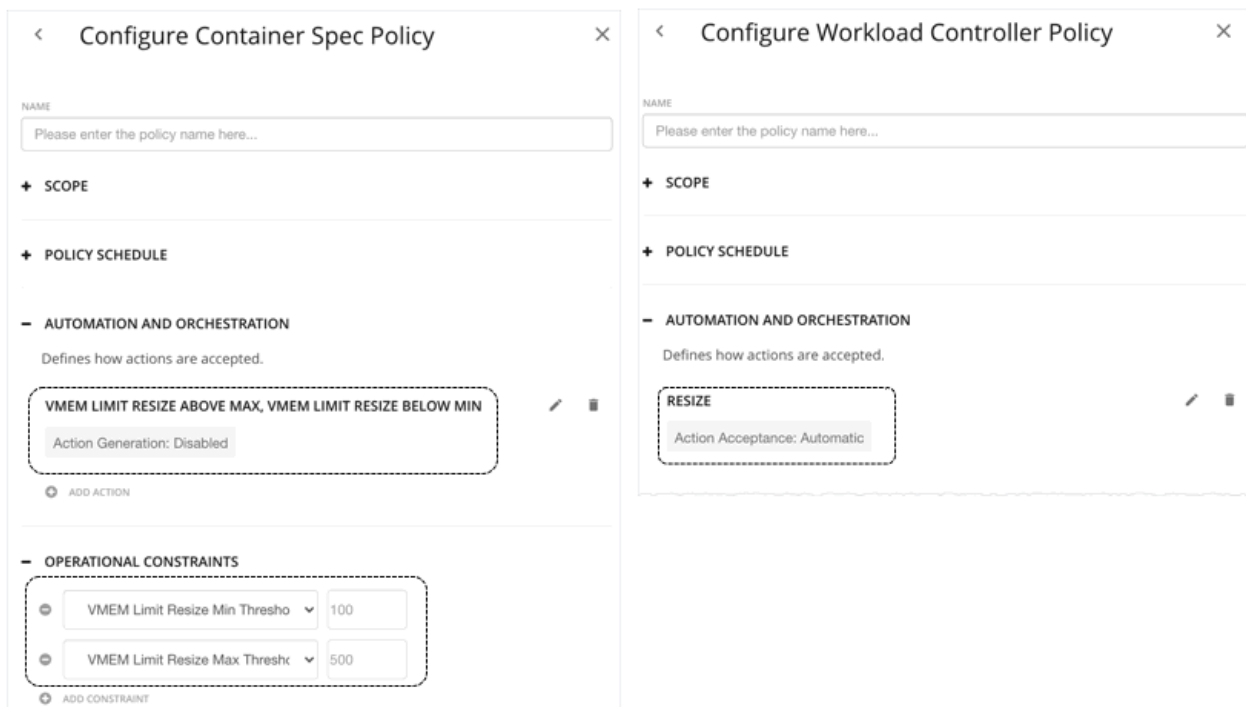 Configure Container Spec Policy
NAME
Please enter the policy name here...
SCOPE
POLICY SCHEDULE
AUTOMATION AND ORCHESTRATION
Defines how actions are accepted.
VMEM LIMIT RESIZE ABOVE MAX, VMEM LIMIT RESIZE BELOW MIN
Action Generation: Disabled
ADD ACTION
OPERATIONAL CONSTRAINTS
VMEM Limit Resize Min Thresho
100
VMEM Limit Resize Max Thresh
500
ADD CONSTRAINT
Configure Workload Controller Policy
NAME
Please enter the policy name here...
SCOPE
POLICY SCHEDULE
AUTOMATION AND ORCHESTRATION
Defines how actions are accepted.
RESIZE
Action Acceptance: Automatic